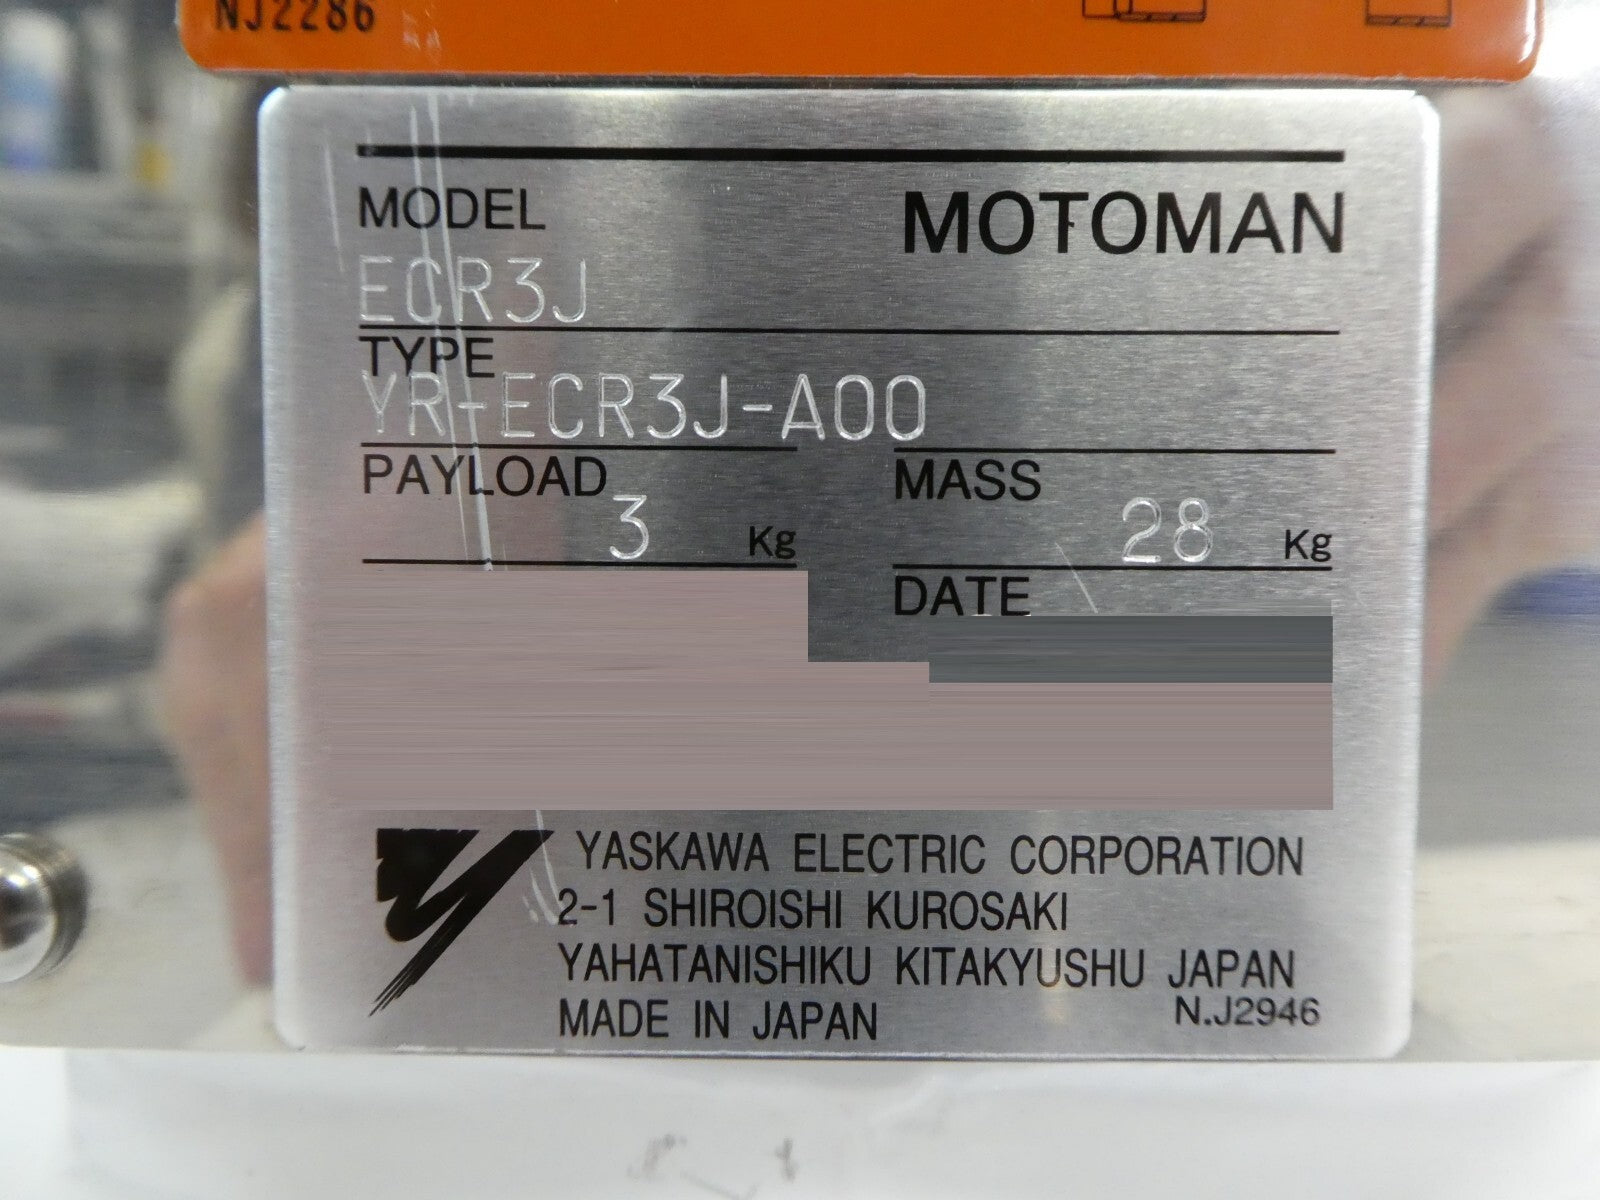 NJ2286
MODEL MOTOMAN
ECR3J
TYPE
YR-ECR3J-A00
PAYLOAD 3 Kg MASS 28 Kg
DATE
YASKAWA ELECTRIC CORPORATION
2-1 SHIROISHI KUROSAKI
YAHATANISHIKU KITAKYUSHU JAPAN
MADE IN JAPAN N.J2946